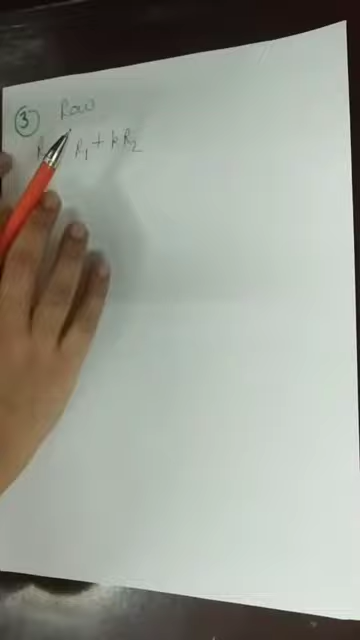 ③ Row
R₁ + k R₂